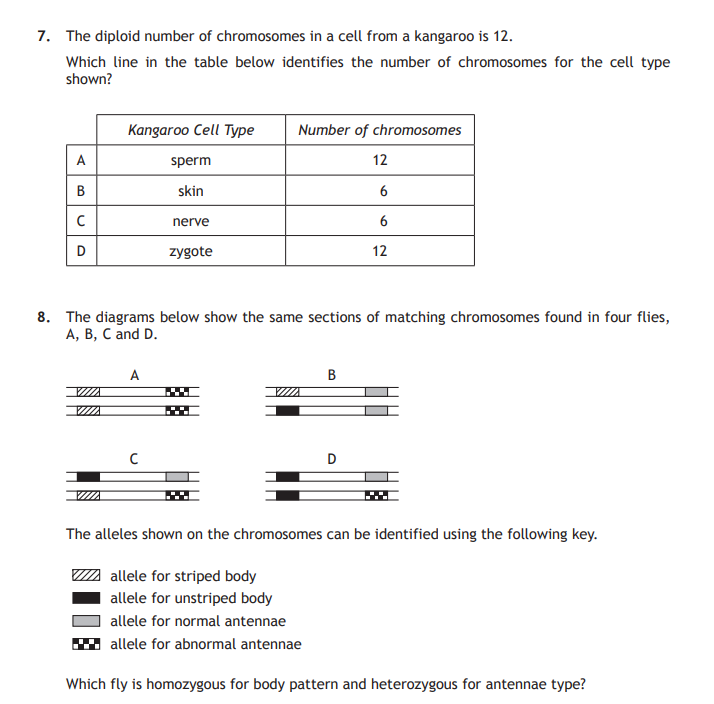 7. The diploid number of chromosomes in a cell from a kangaroo is 12.
Which line in the table below identifies the number of chromosomes for the cell type
shown?
Kangaroo Cell Type Number of chromosomes
A sperm 12
B skin 6
C nerve 6
D zygote 12
8. The diagrams below show the same sections of matching chromosomes found in four flies,
A, B, C and D.
A B
C D
The alleles shown on the chromosomes can be identified using the following key.
allele for striped body
allele for unstriped body
allele for normal antennae
allele for abnormal antennae
Which fly is homozygous for body pattern and heterozygous for antennae type?